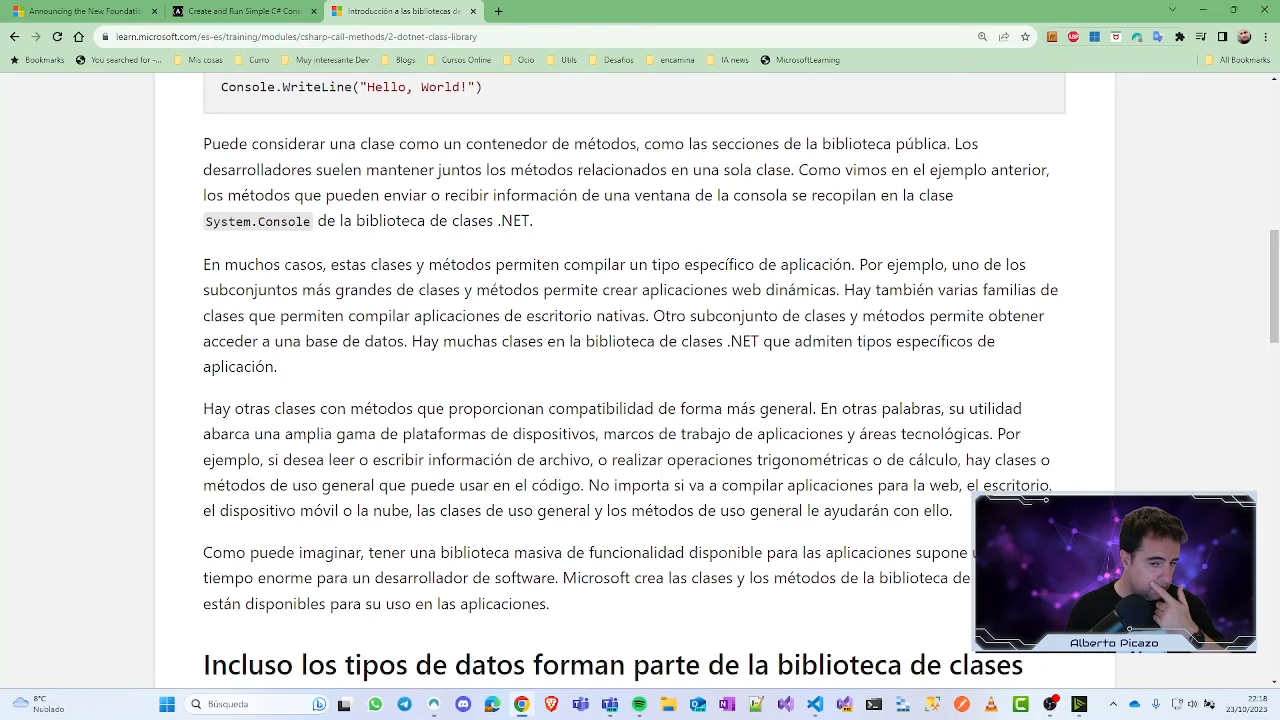 Announcing the New Foundatio
Create and Run Simple C# Con
Introducción a las bibliotecas de
learn.microsoft.com/es-es/training/modules/csharp-call-methods/2-dotnet-class-library
Bookmarks
You searched for -...
Mis cosas
Curro
Muy interesante Dev
Blogs
Cursos Online
Ocio
Utils
Desafios
encamina
IA news
MicrosoftLearning
All Bookmarks
Console.WriteLine("Hello, World!")
Puede considerar una clase como un contenedor de métodos, como las secciones de la biblioteca pública. Los
desarrolladores suelen mantener juntos los métodos relacionados en una sola clase. Como vimos en el ejemplo anterior,
los métodos que pueden enviar o recibir información de una ventana de la consola se recopilan en la clase
System.Console de la biblioteca de clases .NET.
En muchos casos, estas clases y métodos permiten compilar un tipo específico de aplicación. Por ejemplo, uno de los
subconjuntos más grandes de clases y métodos permite crear aplicaciones web dinámicas. Hay también varias familias de
clases que permiten compilar aplicaciones de escritorio nativas. Otro subconjunto de clases y métodos permite obtener
acceder a una base de datos. Hay muchas clases en la biblioteca de clases .NET que admiten tipos específicos de
aplicación.
Hay otras clases con métodos que proporcionan compatibilidad de forma más general. En otras palabras, su utilidad
abarca una amplia gama de plataformas de dispositivos, marcos de trabajo de aplicaciones y áreas tecnológicas. Por
ejemplo, si desea leer o escribir información de archivo, o realizar operaciones trigonométricas o de cálculo, hay clases o
métodos de uso general que puede usar en el código. No importa si va a compilar aplicaciones para la web, el escritorio,
el dispositivo móvil o la nube, las clases de uso general y los métodos de uso general le ayudarán con ello.
Como puede imaginar, tener una biblioteca masiva de funcionalidad disponible para las aplicaciones supone
tiempo enorme para un desarrollador de software. Microsoft crea las clases y los métodos de la biblioteca de
están disponibles para su uso en las aplicaciones.
Alberto Picazo
Incluso los tipos de datos forman parte de la biblioteca de clases
8°C
Nublado
Búsqueda
22:18
23/10/2023